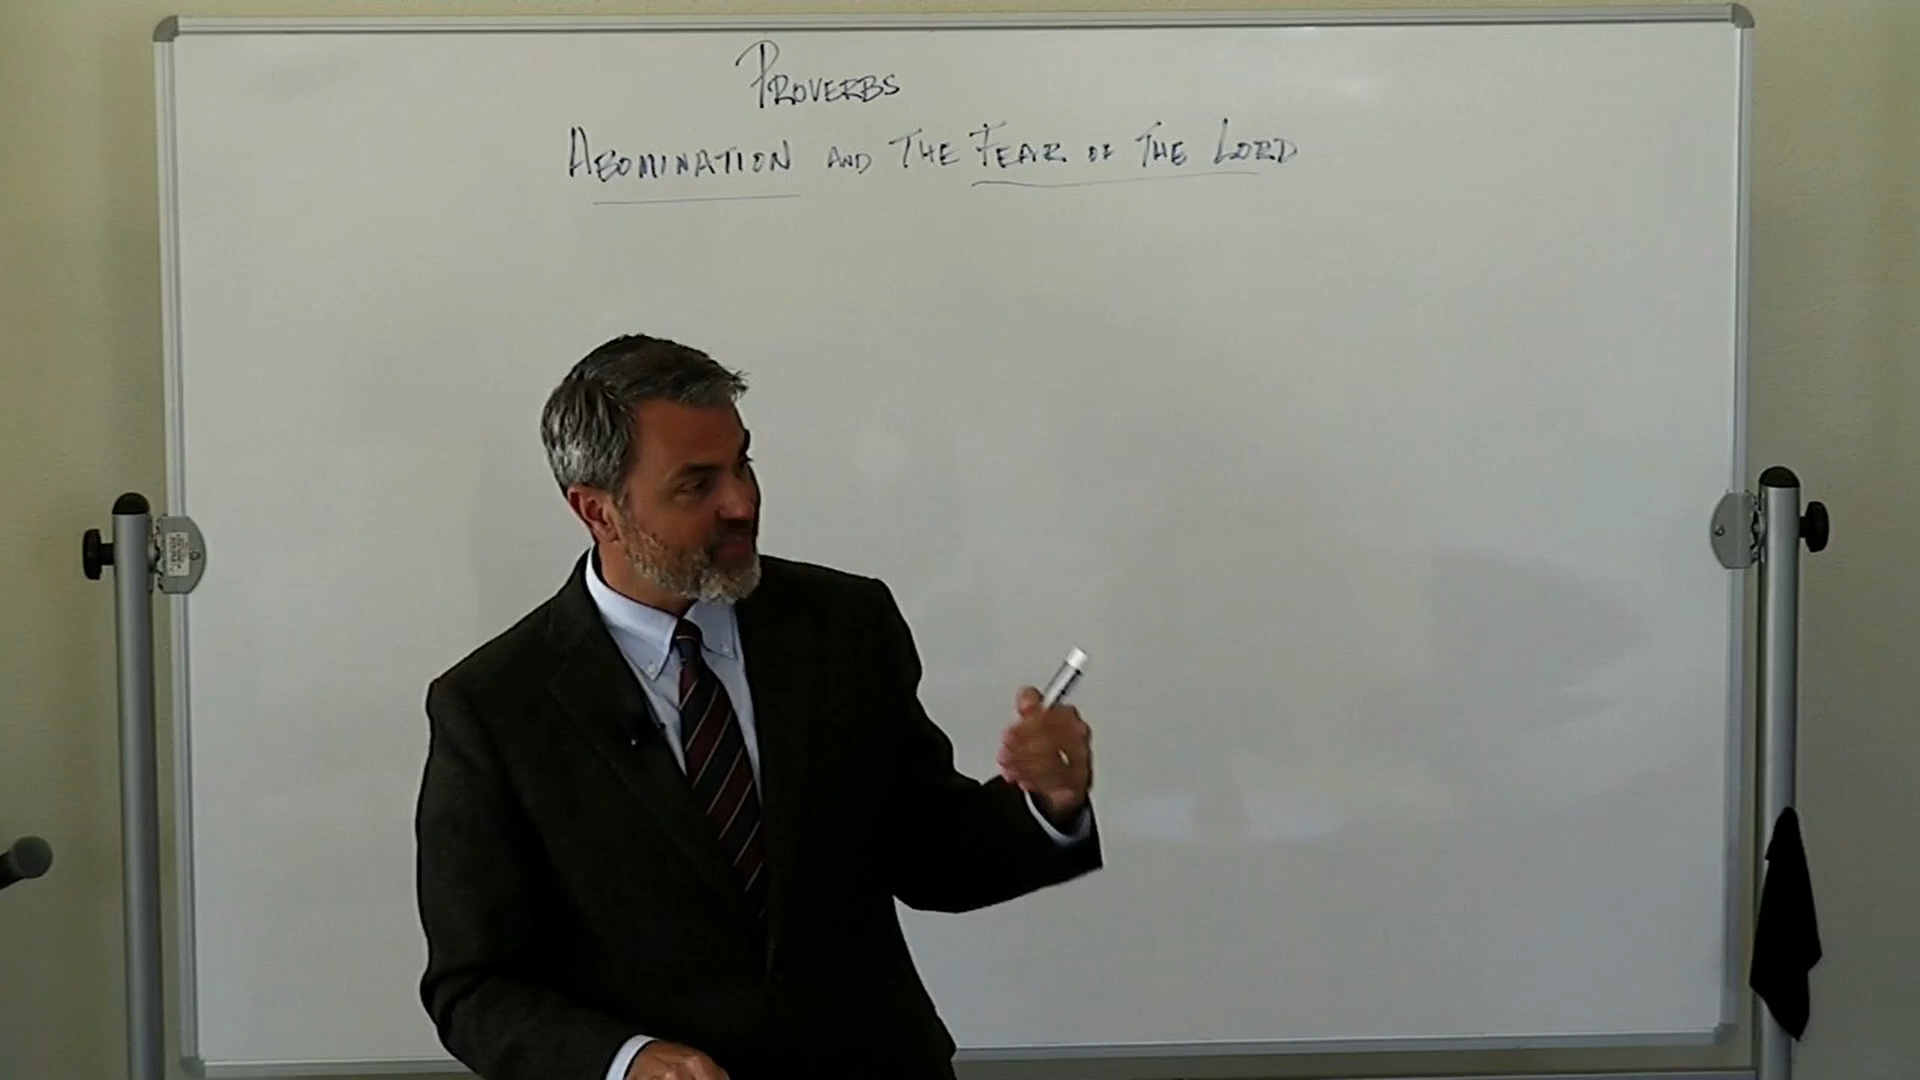 PROVERBS
ABOMINATION AND THE FEAR OF THE LORD